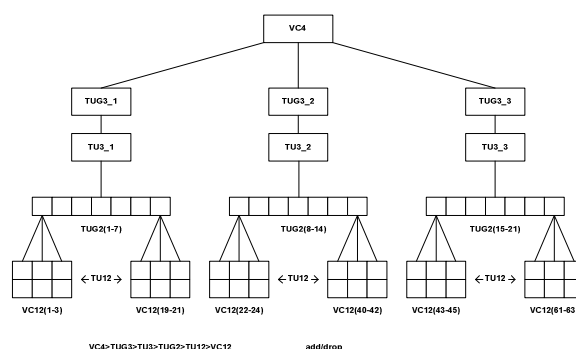 VC4
TUG3_1 TUG3_2 TUG3_3
TU3_1 TU3_2 TU3_3
TUG2(1-7) TUG2(8-14) TUG2(15-21)
TU12 TU12 TU12
VC12(1-3) VC12(19-21) VC12(22-24) VC12(40-42) VC12(43-45) VC12(61-63
VC4>TUG3>TU3>TUG2>TU12>VC12 add/drop